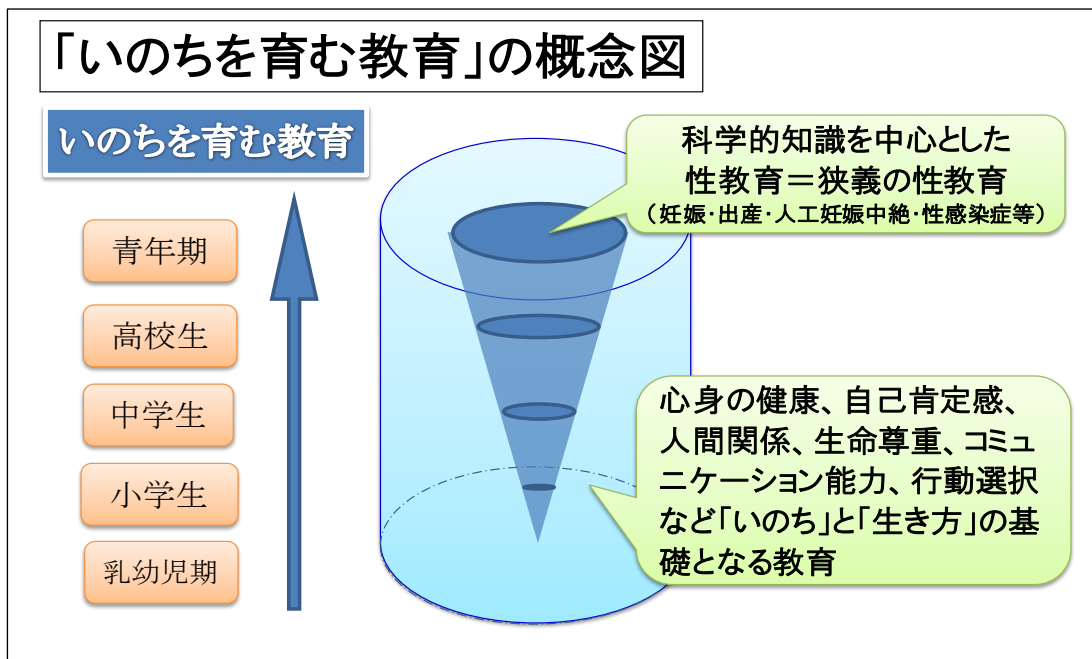 「いのちを育む教育」の概念図
いのちを育む教育
青年期
高校生
中学生
小学生
乳幼児期
科学的知識を中心とした
性教育＝狭義の性教育
（妊娠・出産・人工妊娠中絶・性感染症等）
心身の健康、自己肯定感、
人間関係、生命尊重、コミュ
ニケーション能力、行動選択
など「いのち」と「生き方」の基
礎となる教育